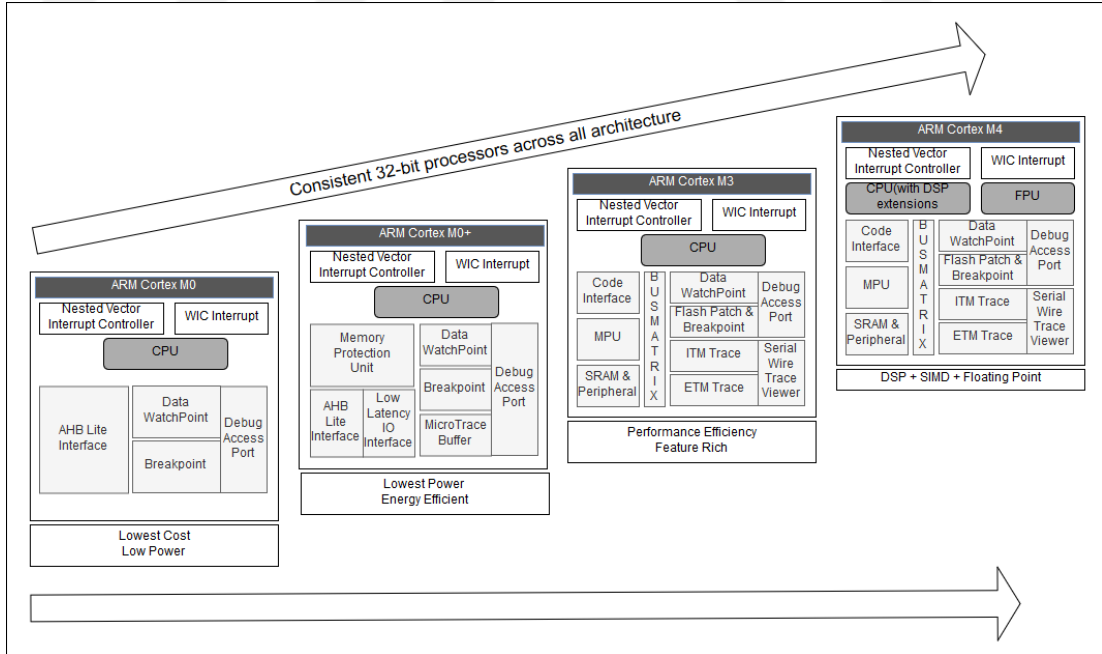 Consistent 32-bit processors across all architecture
ARM Cortex M0
Nested Vector
Interrupt Controller
WIC Interrupt
CPU
AHB Lite
Interface
Data
WatchPoint
Breakpoint
Debug
Access
Port
Lowest Cost
Low Power
ARM Cortex M0+
Nested Vector
Interrupt Controller
WIC Interrupt
CPU
Memory
Protection
Unit
AHB
Lite
Interface
Low
Latency
IO
Interface
Data
WatchPoint
Breakpoint
MicroTrace
Buffer
Debug
Access
Port
Lowest Power
Energy Efficient
ARM Cortex M3
Nested Vector
Interrupt Controller
WIC Interrupt
CPU
Code
Interface
MPU
SRAM &
Peripheral
B
U
S
M
A
T
R
I
X
Data
WatchPoint
Flash Patch &
Breakpoint
ITM Trace
ETM Trace
Debug
Access
Port
Serial
Wire
Trace
Viewer
Performance Efficiency
Feature Rich
ARM Cortex M4
Nested Vector
Interrupt Controller
WIC Interrupt
CPU(with DSP
extensions
FPU
Code
Interface
MPU
SRAM &
Peripheral
B
U
S
M
A
T
R
I
X
Data
WatchPoint
Flash Patch
& Breakpoint
ITM Trace
ETM Trace
Debug
Access
Port
Serial
Wire
Trace
Viewer
DSP + SIMD + Floating Point